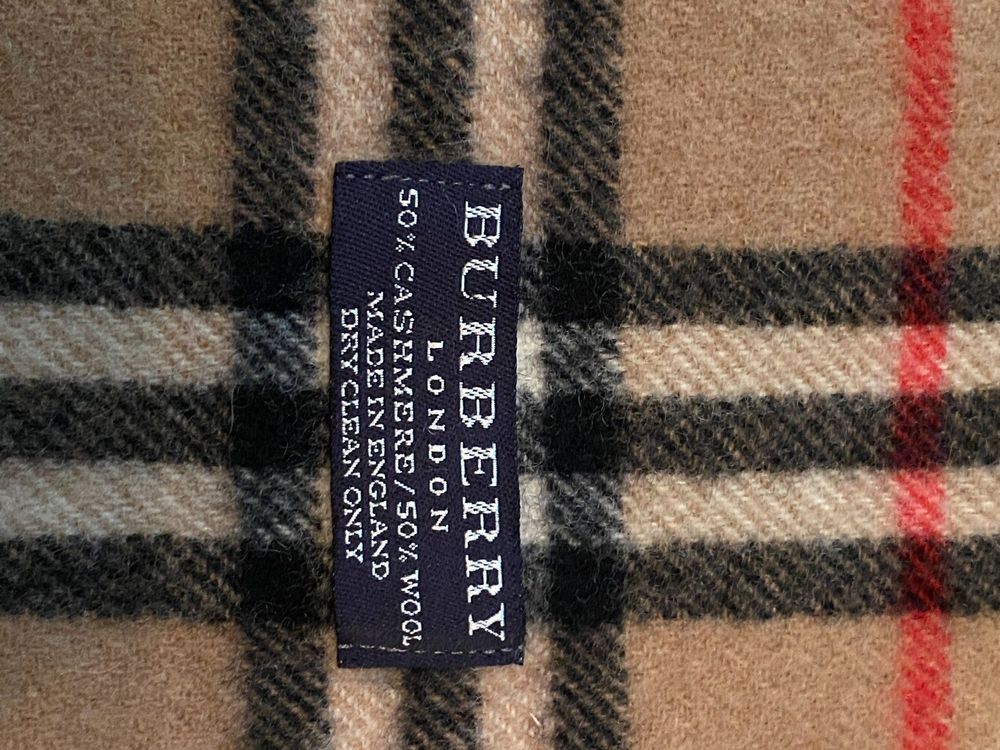 BURBERRY
LONDON
50% CASHMERE/50% WOOL
MADE IN ENGLAND
DRY CLEAN ONLY